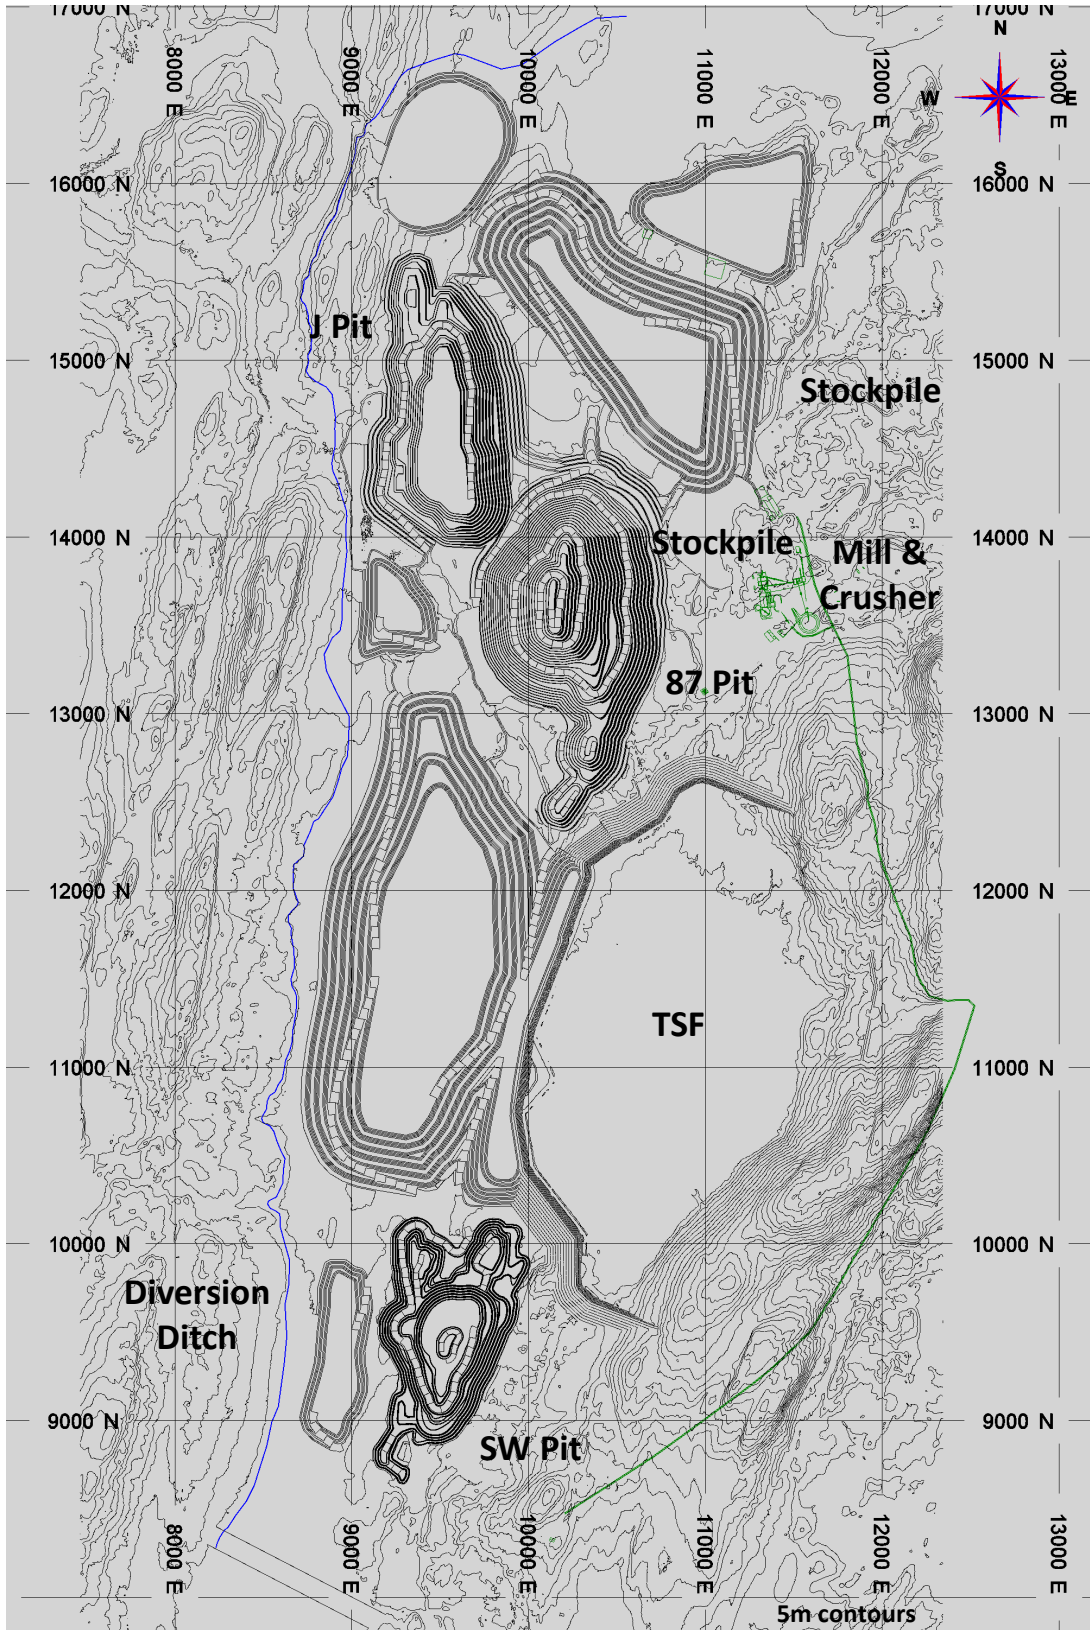 17000 N
17000 N
N
8000 E
9000 E
10000 E
11000 E
12000 E
13000 E
W
E
S
16000 N
16000 N
J Pit
15000 N
15000 N
Stockpile
14000 N
14000 N
Stockpile
Mill &
Crusher
87 Pit
13000 N
13000 N
12000 N
12000 N
TSF
11000 N
11000 N
10000 N
10000 N
Diversion
Ditch
9000 N
9000 N
SW Pit
8000 E
9000 E
10000 E
11000 E
12000 E
13000 E
5m contours